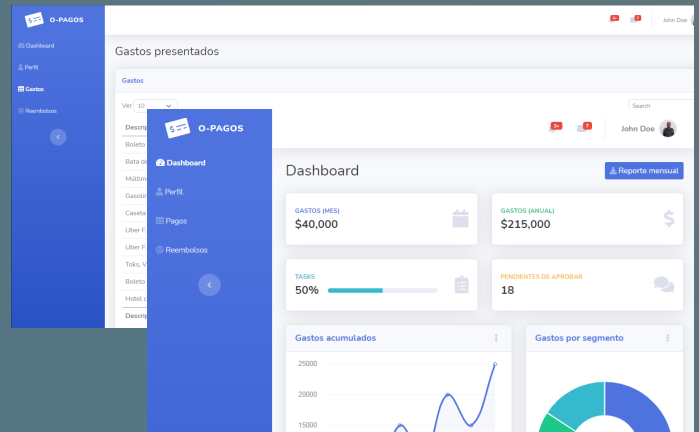 O-PAGOS
3+
7
John Doe
Dashboard
Perfil
Gastos
Reembolsos
Gastos presentados
Gastos
Ver 10
Search
Descrip
Boleto
Bata de
Gasolin
Caseta
Uber F.
Uber F.
Toks, V
Boleto
Hotel c
Descrip
O-PAGOS
3+
7
John Doe
Dashboard
Perfil
Pagos
Reembolsos
Dashboard
Reporte mensual
GASTOS (MES)
$40,000
GASTOS (ANUAL)
$215,000
TASKS
50%
PENDIENTES DE APROBAR
18
Gastos acumulados
Gastos por segmento
25000
20000
15000